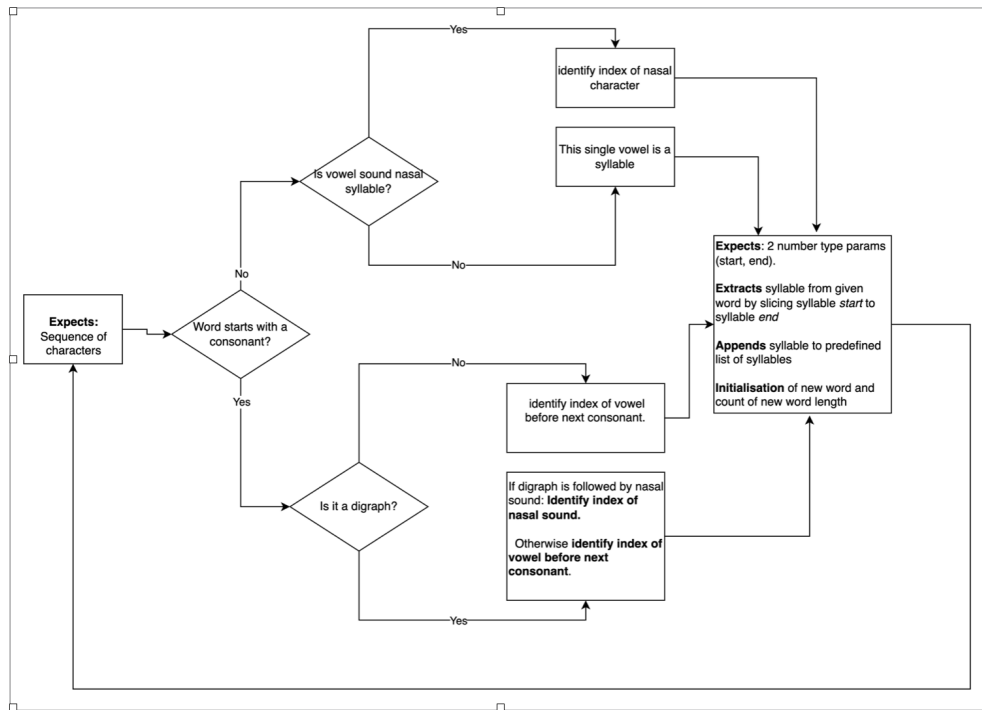 Yes
identify index of nasal
character
This single vowel is a
syllable
Is vowel sound nasal
syllable?
No
No
Expects: 2 number type params
(start, end).
Extracts syllable from given
word by slicing syllable start to
syllable end
Appends syllable to predefined
list of syllables
Initialisation of new word and
count of new word length
Expects:
Sequence of
characters
Word starts with a
consonant?
No
Yes
identify index of vowel
before next consonant.
If digraph is followed by nasal
sound: Identify index of
nasal sound.
Otherwise identify index of
vowel before next
consonant.
Is it a digraph?
Yes